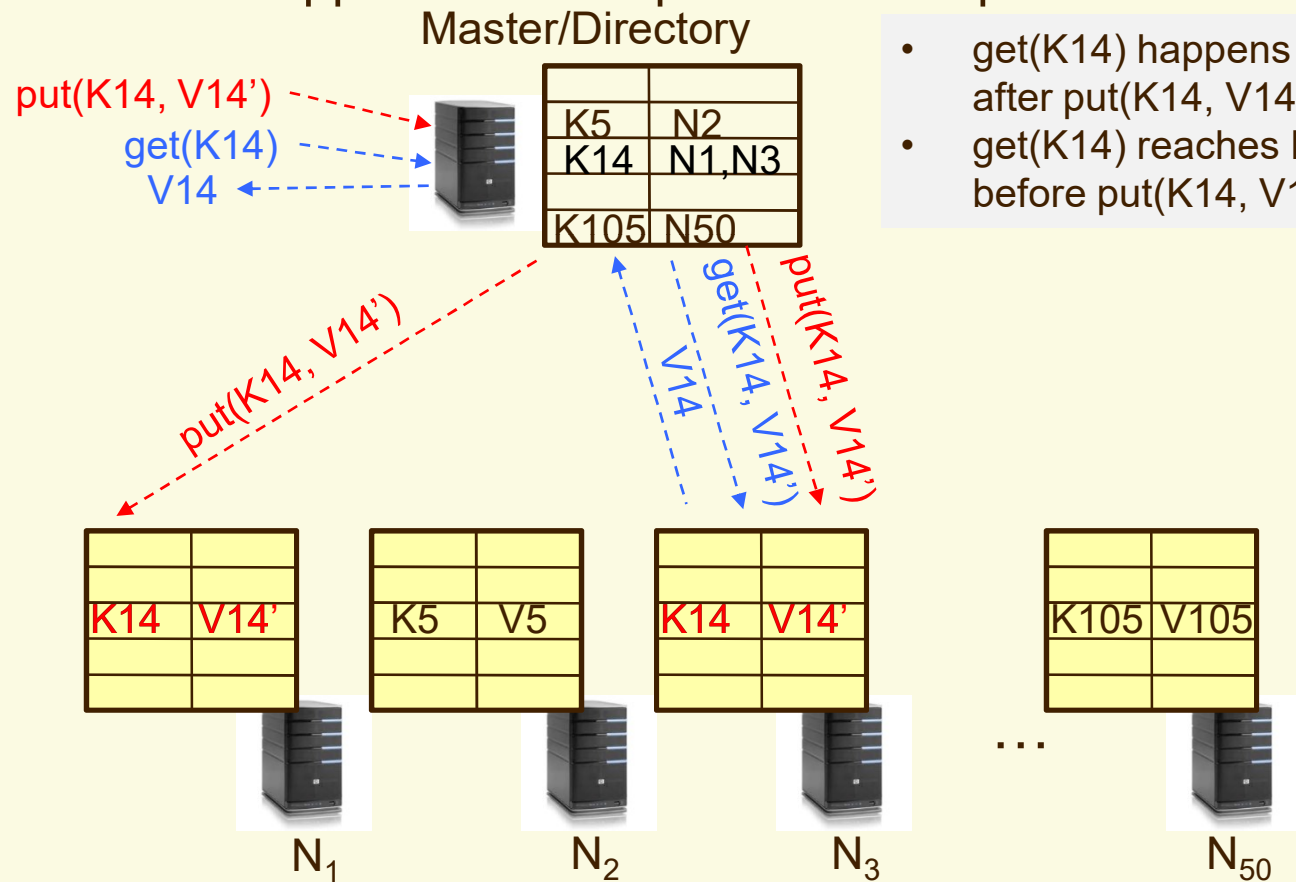 Master/Directory
• get(K14) happens
after put(K14, V14
• get(K14) reaches
before put(K14, V1
put(K14, V14’)
get(K14)
V14
K5 N2
K14 N1,N3
K105 N50
put(K14, V14’)
V14
get(K14, V14’)
put(K14, V14’)
K14 V14’
K5 V5
K14 V14’
K105 V105
…
N1
N2
N3
N50